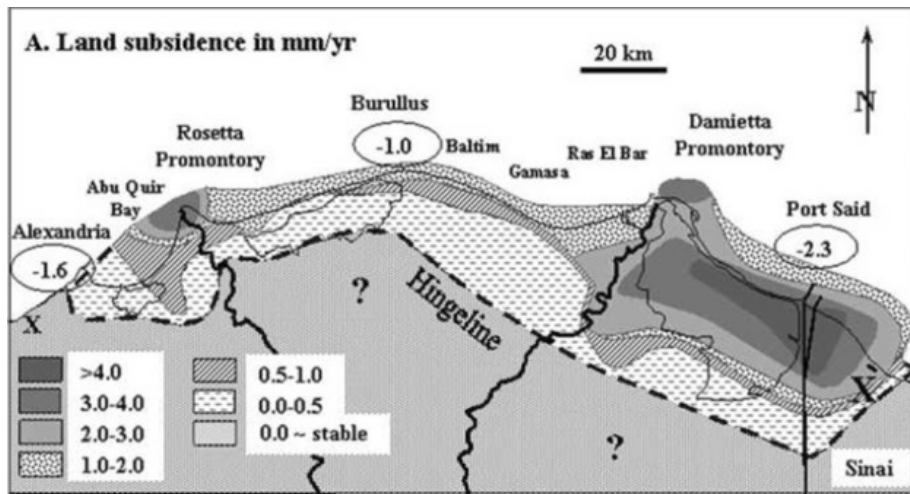 A. Land subsidence in mm/yr
20 km
N
Burullus
-1.0
Baltim
Rosetta
Promontory
Abu Quir
Bay
Alexandria
-1.6
Gamasa
Ras El Bar
Damietta
Promontory
Port Said
-2.3
X
?
Hingeline
?
Y
Sinai
>4.0
3.0-4.0
2.0-3.0
1.0-2.0
0.5-1.0
0.0-0.5
0.0 ~ stable